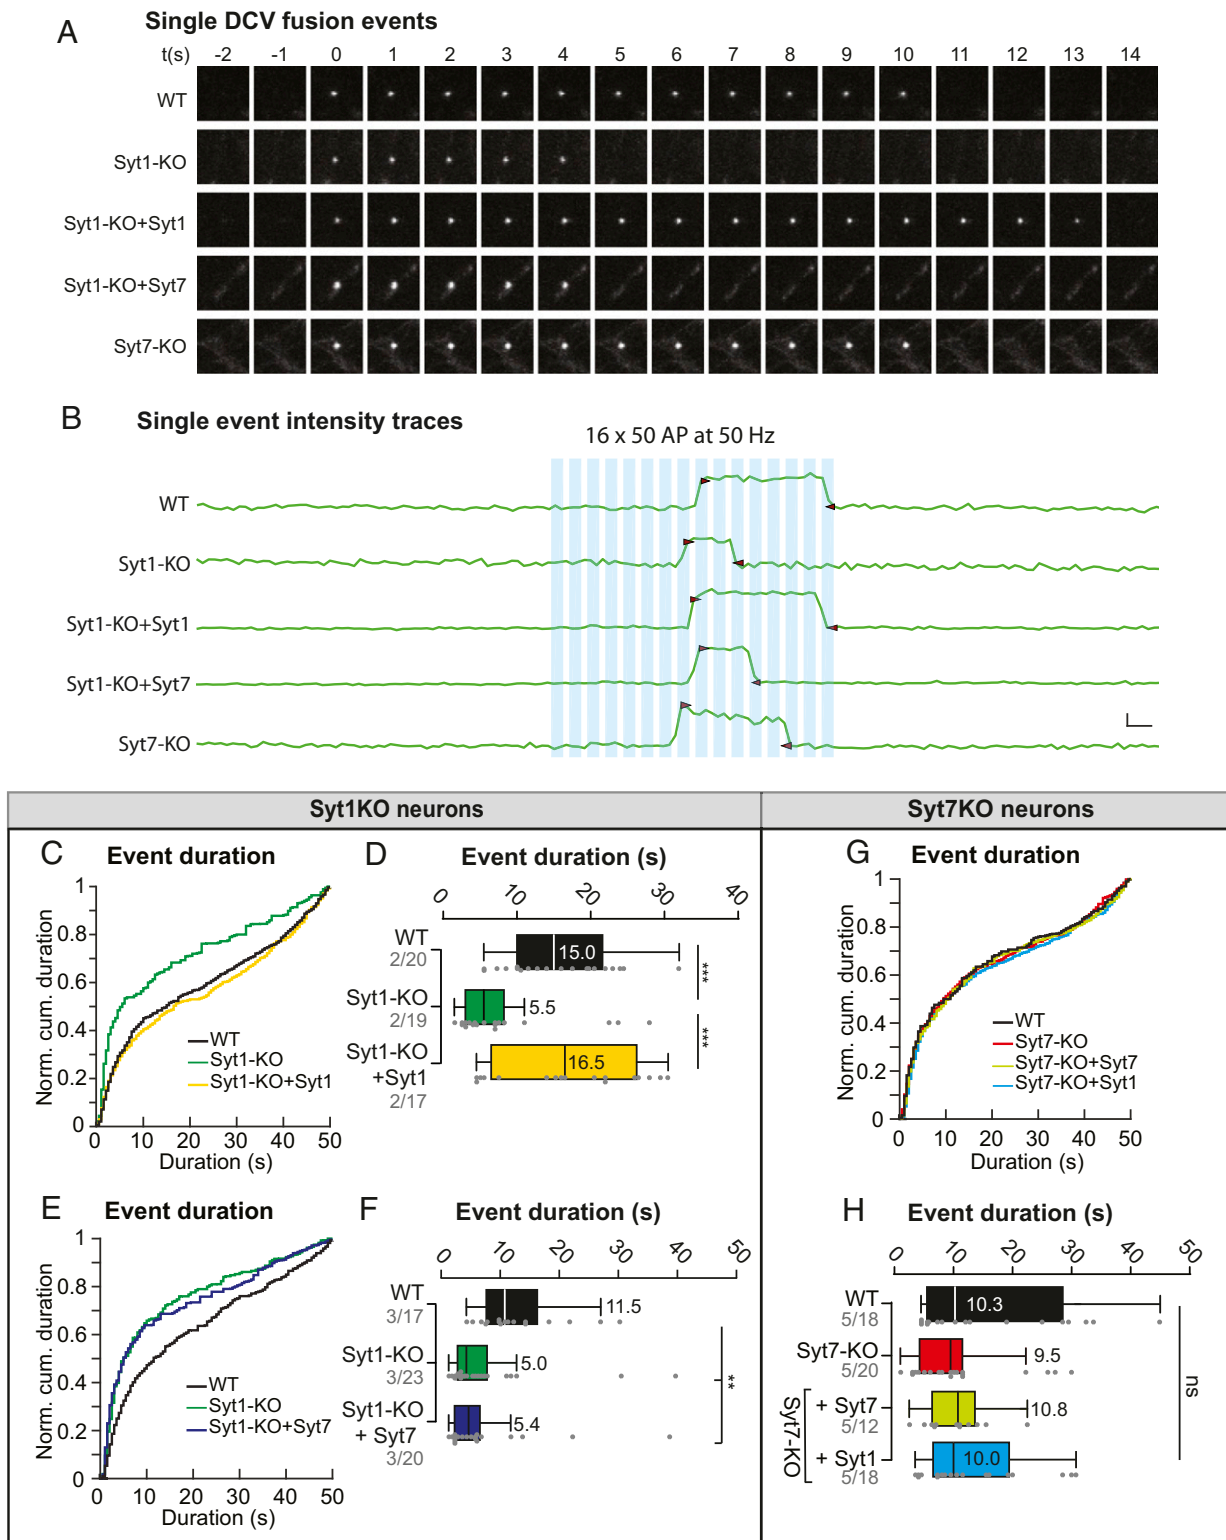 A
Single DCV fusion events
t(s) -2 -1 0 1 2 3 4 5 6 7 8 9 10 11 12 13 14
WT
Syt1-KO
Syt1-KO+Syt1
Syt1-KO+Syt7
Syt7-KO
B
Single event intensity traces
16 x 50 AP at 50 Hz
WT
Syt1-KO
Syt1-KO+Syt1
Syt1-KO+Syt7
Syt7-KO
Syt1KO neurons
C
Event duration
Norm. cum. duration
1
0.8
0.6
0.4
0.2
0
WT
Syt1-KO
Syt1-KO+Syt1
0 10 20 30 40 50
Duration (s)
D
Event duration (s)
0 10 20 30 40
WT
2/20
15.0
Syt1-KO
2/19
5.5
Syt1-KO
+Syt1
2/17
16.5
***
***
E
Event duration
Norm. cum. duration
1
0.8
0.6
0.4
0.2
0
WT
Syt1-KO
Syt1-KO+Syt7
0 10 20 30 40 50
Duration (s)
F
Event duration (s)
0 10 20 30 40 50
WT
3/17
11.5
Syt1-KO
3/23
5.0
Syt1-KO
+ Syt7
3/20
5.4
**
Syt7KO neurons
G
Event duration
Norm. cum. duration
1
0.8
0.6
0.4
0.2
0
WT
Syt7-KO
Syt7-KO+Syt7
Syt7-KO+Syt1
0 10 20 30 40 50
Duration (s)
H
Event duration (s)
0 10 20 30 40 50
WT
5/18
10.3
Syt7-KO
5/20
9.5
Syt7-KO
+ Syt7
5/12
10.8
+ Syt1
5/18
10.0
ns